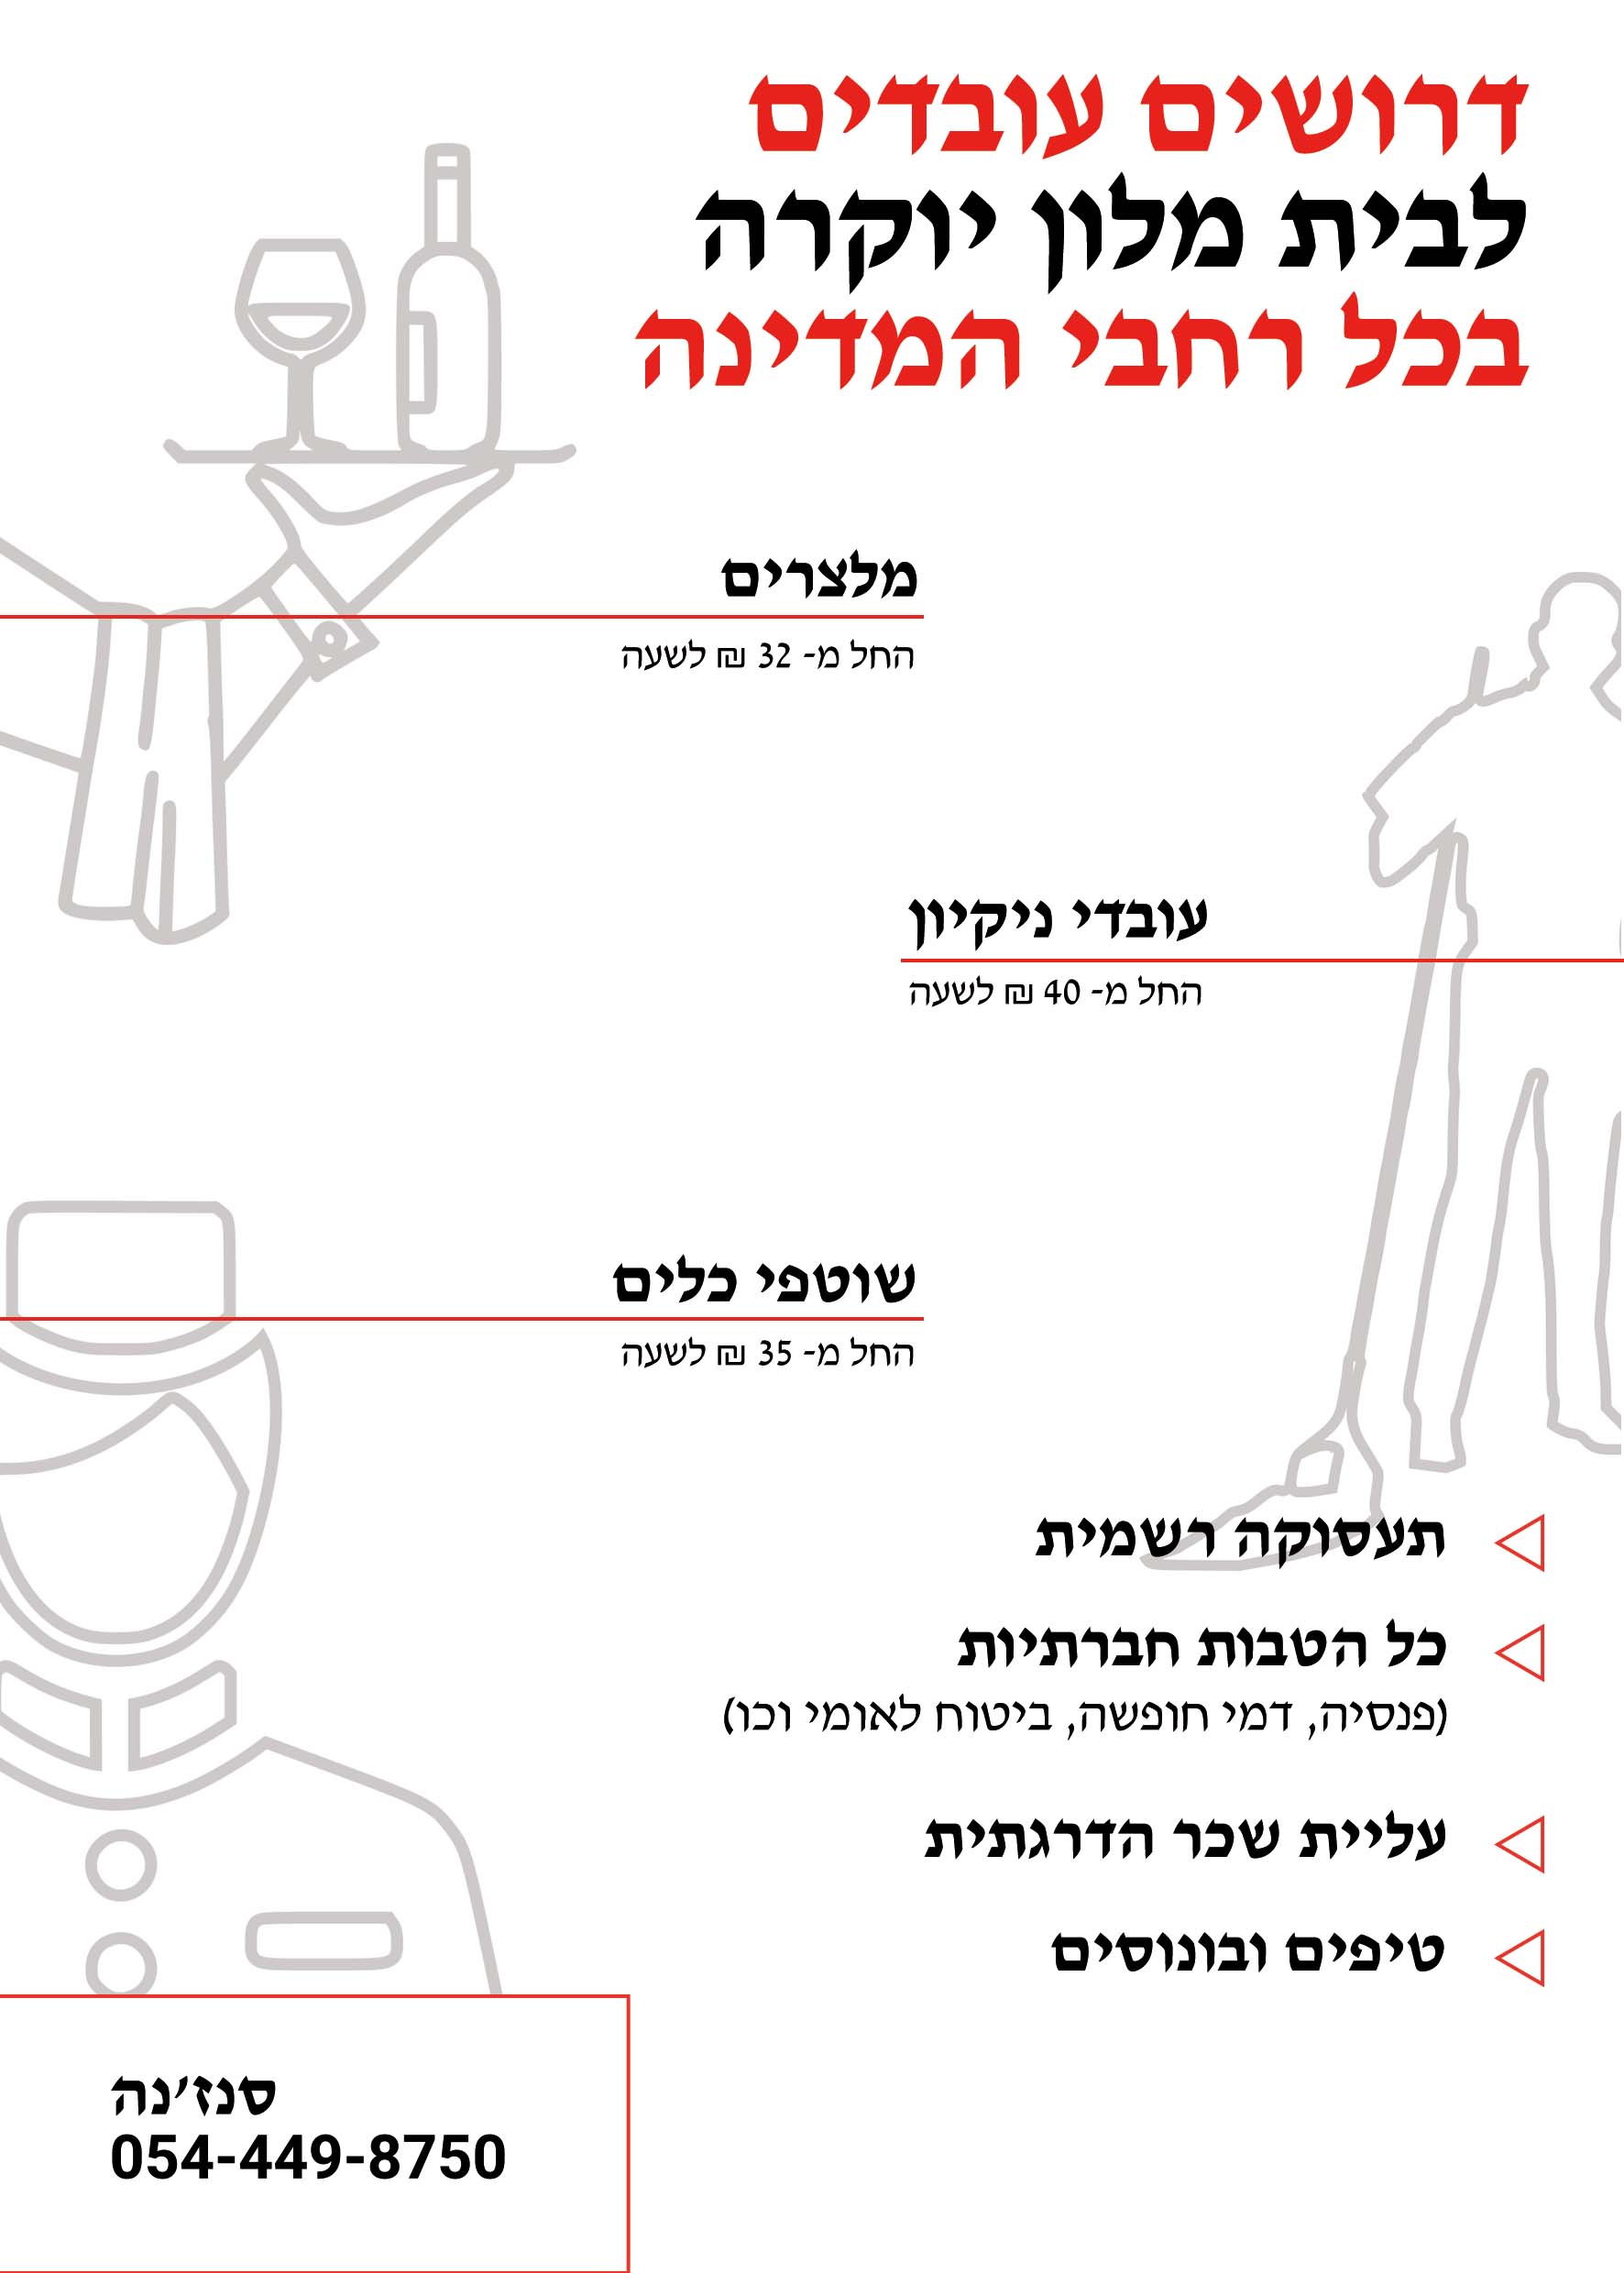 דרושים עובדים
לבית מלון יוקרה
בכל רחבי המדינה
מלצרים
החל מ- 32 ₪ לשעה
עובדי ניקיון
החל מ- 40 ₪ לשעה
שוטפי כלים
החל מ- 35 ₪ לשעה
תעסוקה רשמית
כל הטבות חברתיות
(פנסיה, דמי חופשה, ביטוח לאומי וכו)
עליית שכר הדרגתית
טיפים ובונוסים
סנז'נה
054-449-8750